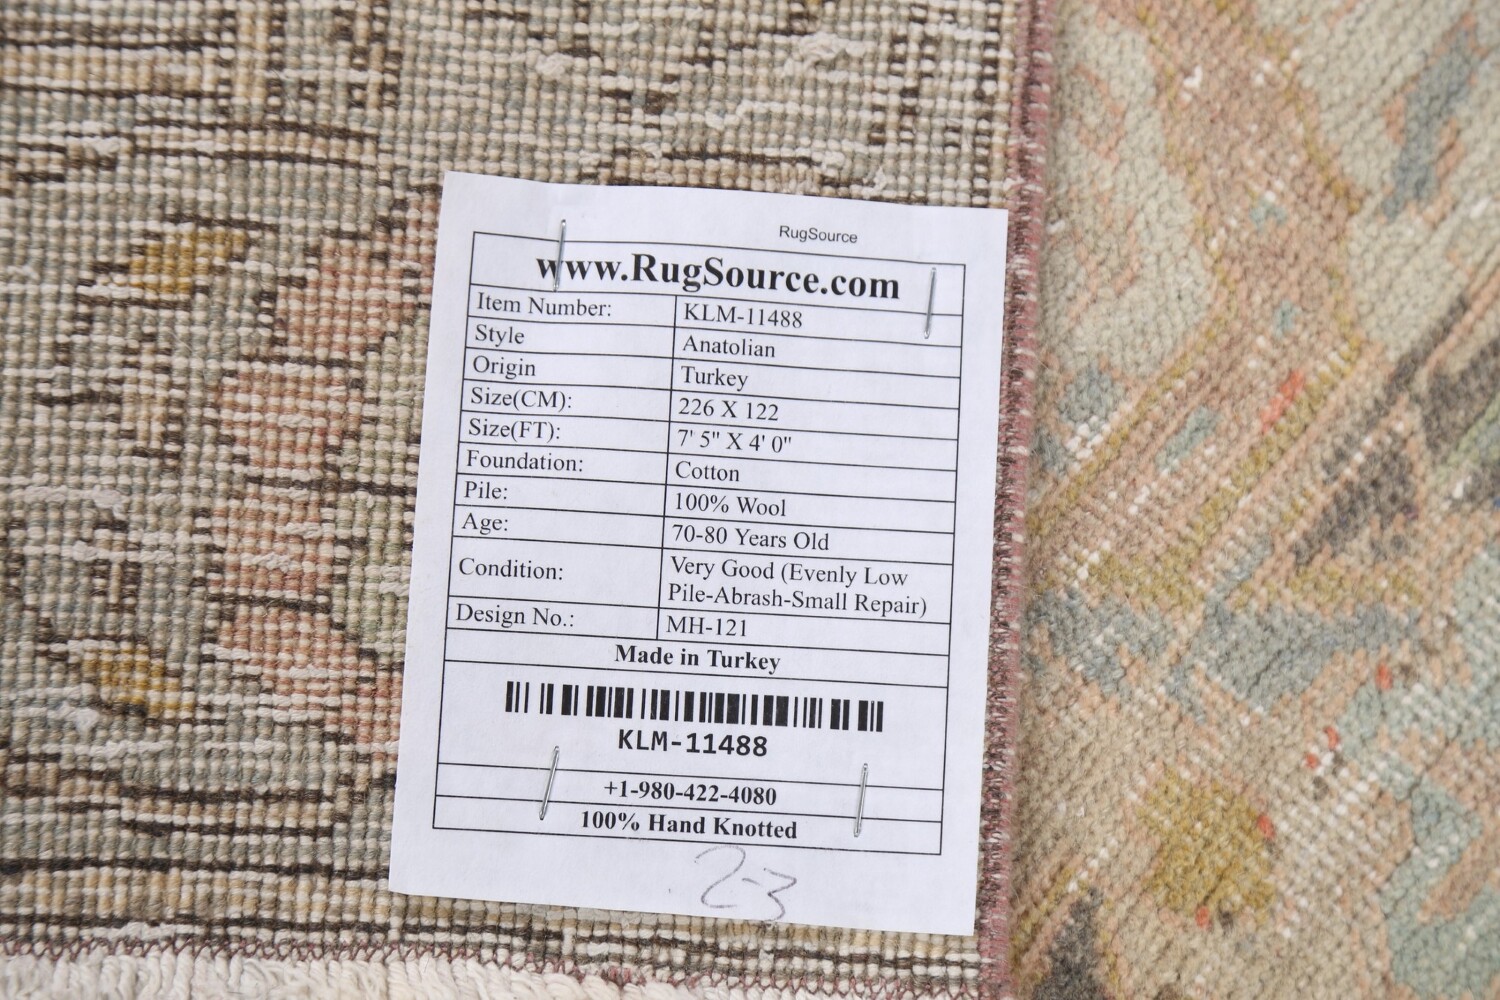 RugSource
www.RugSource.com
Item Number: KLM-11488
Style Anatolian
Origin Turkey
Size(CM): 226 X 122
Size(FT): 7' 5" X 4' 0"
Foundation: Cotton
Pile: 100% Wool
Age: 70-80 Years Old
Condition: Very Good (Evenly Low
Pile-Abrash-Small Repair)
Design No.: MH-121
Made in Turkey
KLM-11488
+1-980-422-4080
100% Hand Knotted
2-3